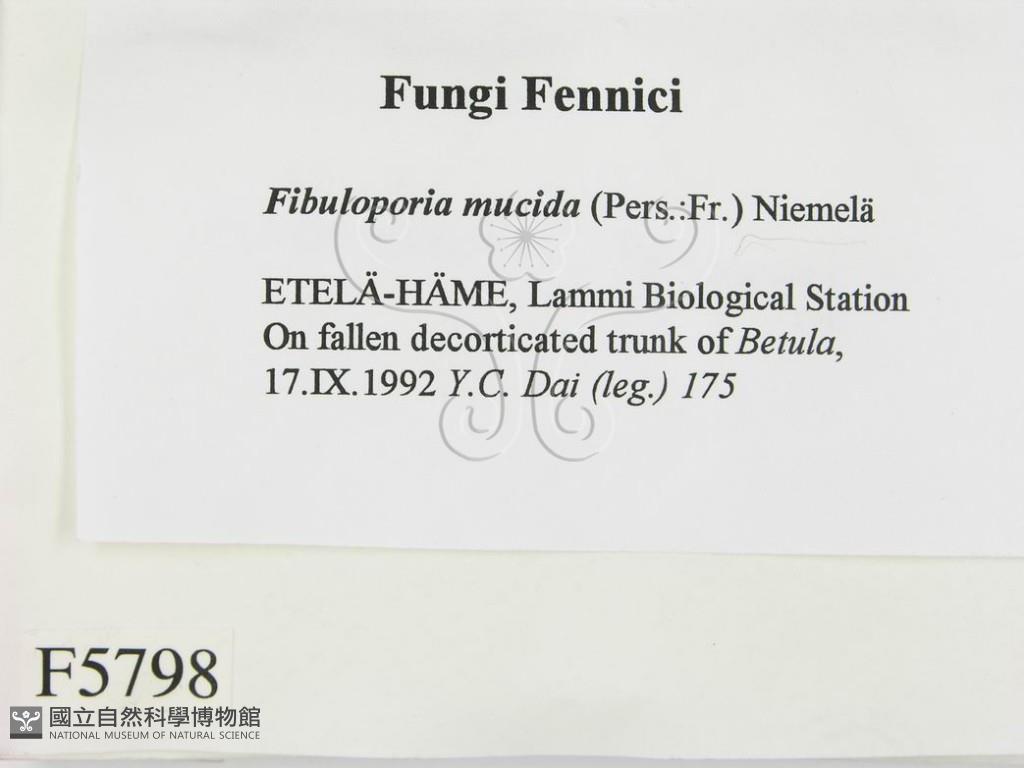 Fungi Fennici
Fibuloporia mucida (Pers.:Fr.) Niemelä
ETELÄ-HÄME, Lammi Biological Station
On fallen decorticated trunk of Betula,
17.IX.1992 Y.C. Dai (leg.) 175
F5798
國立自然科學博物館
NATIONAL MUSEUM OF NATURAL SCIENCE